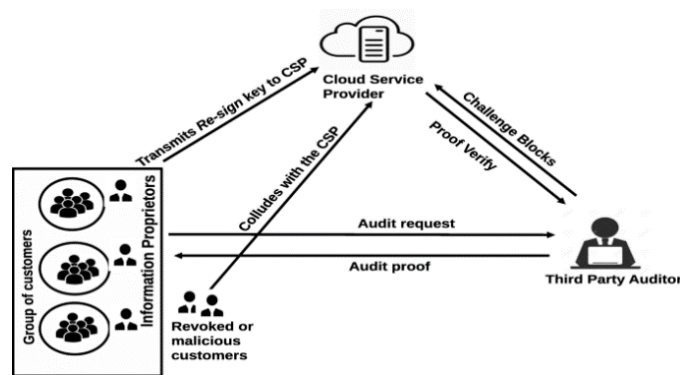 Cloud Service
Provider
Transmits Re-sign key to CSP
Colludes with the CSP
Challenge Blocks
Proof Verify
Group of customers
Information Proprietors
Audit request
Audit proof
Third Party Auditor
Revoked or
malicious
customers